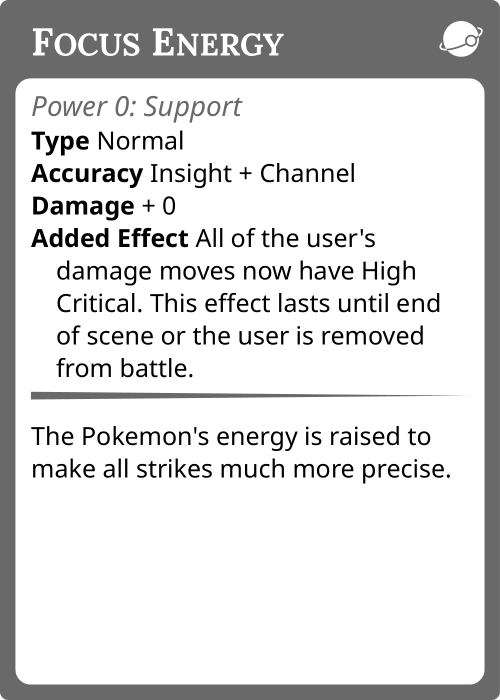 FOCUS ENERGY
Power 0: Support
Type Normal
Accuracy Insight + Channel
Damage + 0
Added Effect All of the user's
damage moves now have High
Critical. This effect lasts until end
of scene or the user is removed
from battle.
The Pokemon's energy is raised to
make all strikes much more precise.